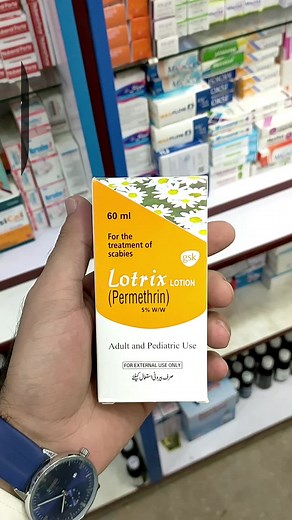 60 ml
For the
treatment of
scabies
gsk
Lotrix LOTION
(Permethrin)
5% W/W
Adult and Pediatric Use
FOR EXTERNAL USE ONLY
صرف بیرونی استعمال کیلئے